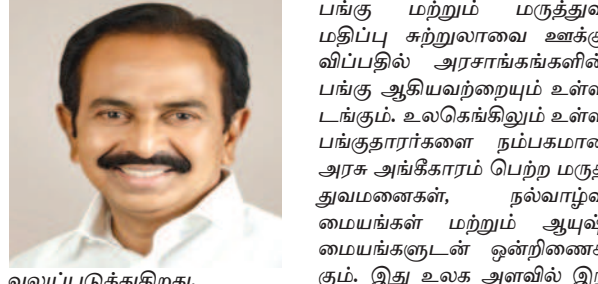 வலுப்படுத்துகிறது.
பங்கு மற்றும் மருத்துவ
மதிப்பு சுற்றுலாவை ஊக்கு
விப்பதில் அரசாங்கங்களின்
பங்கு ஆகியவற்றையும் உள்ள
டங்கும். உலகெங்கிலும் உள்ள
பங்குதாரர்களை நம்பகமான
அரசு அங்கீகாரம் பெற்ற மருத்
துவமனைகள், நல்வாழ்வு
மையங்கள் மற்றும் ஆயுஷ்
மையங்களுடன் ஒன்றிணைக்
கும். இது உலக அளவில்